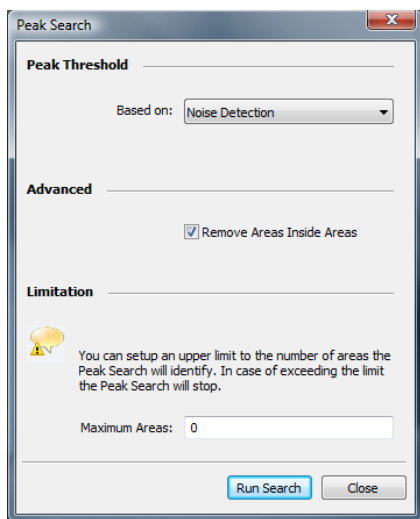 Peak Search
Peak Threshold
Based on: Noise Detection
Advanced
Remove Areas Inside Areas
Limitation
You can setup an upper limit to the number of areas the
Peak Search will identify. In case of exceeding the limit
the Peak Search will stop.
Maximum Areas: 0
Run Search Close